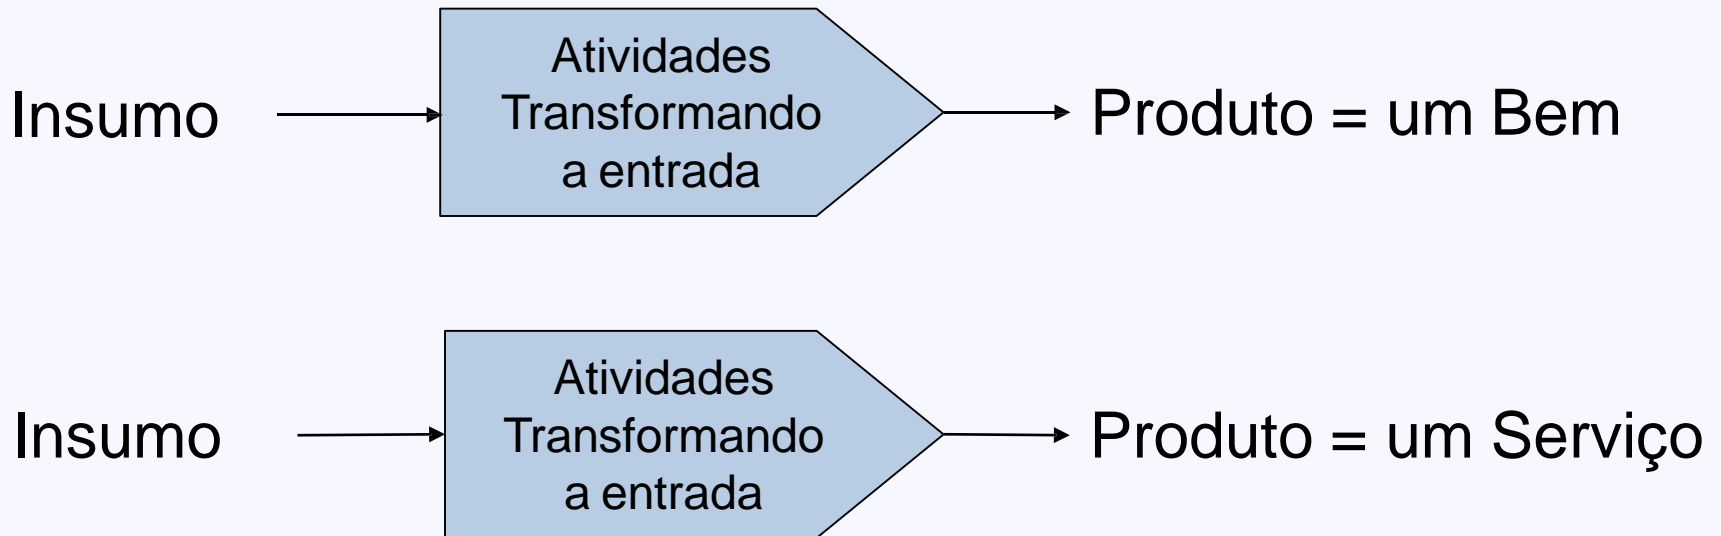 Insumo
Atividades
Transformando
a entrada
Produto = um Bem
Insumo
Atividades
Transformando
a entrada
Produto = um Serviço